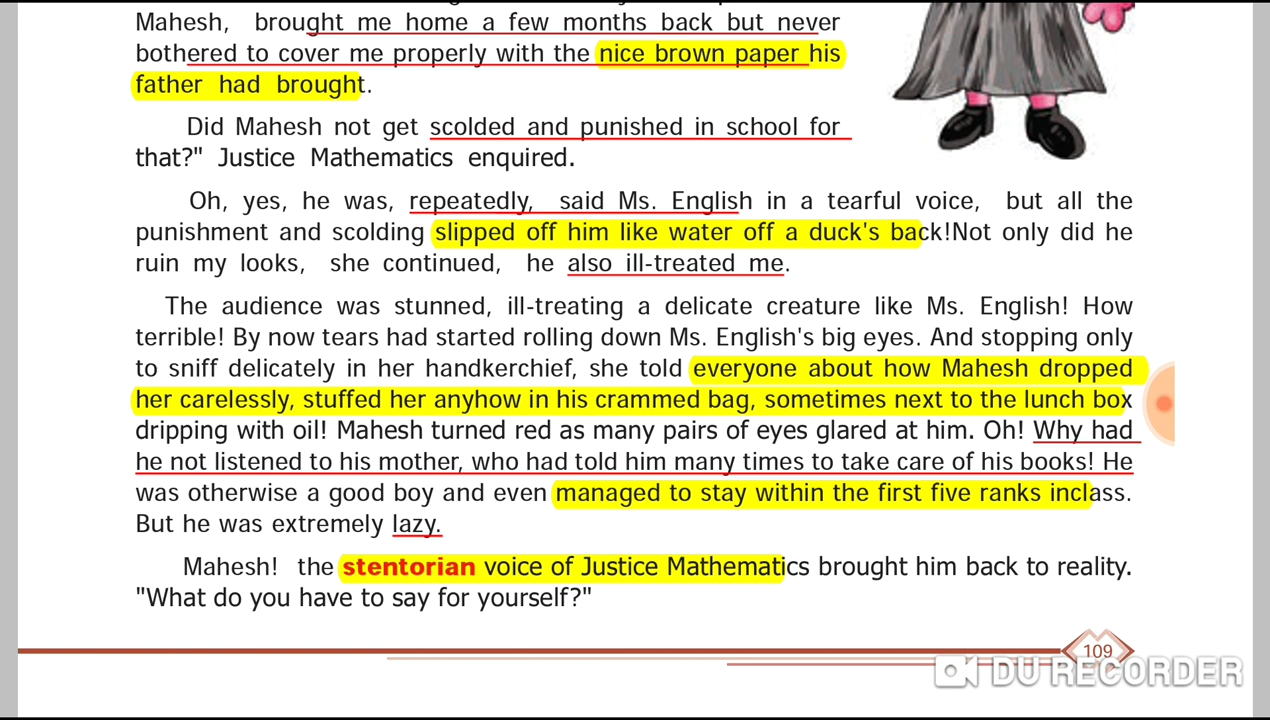 Mahesh, brought me home a few months back but never
bothered to cover me properly with the nice brown paper his
father had brought.
Did Mahesh not get scolded and punished in school for
that?" Justice Mathematics enquired.
Oh, yes, he was, repeatedly, said Ms. English in a tearful voice, but all the
punishment and scolding slipped off him like water off a duck's back!Not only did he
ruin my looks, she continued, he also ill-treated me.
The audience was stunned, ill-treating a delicate creature like Ms. English! How
terrible! By now tears had started rolling down Ms. English's big eyes. And stopping only
to sniff delicately in her handkerchief, she told everyone about how Mahesh dropped
her carelessly, stuffed her anyhow in his crammed bag, sometimes next to the lunch box
dripping with oil! Mahesh turned red as many pairs of eyes glared at him. Oh! Why had
he not listened to his mother, who had told him many times to take care of his books! He
was otherwise a good boy and even managed to stay within the first five ranks inclass.
But he was extremely lazy.
Mahesh! the stentorian voice of Justice Mathematics brought him back to reality.
"What do you have to say for yourself?"
109
DU RECORDER